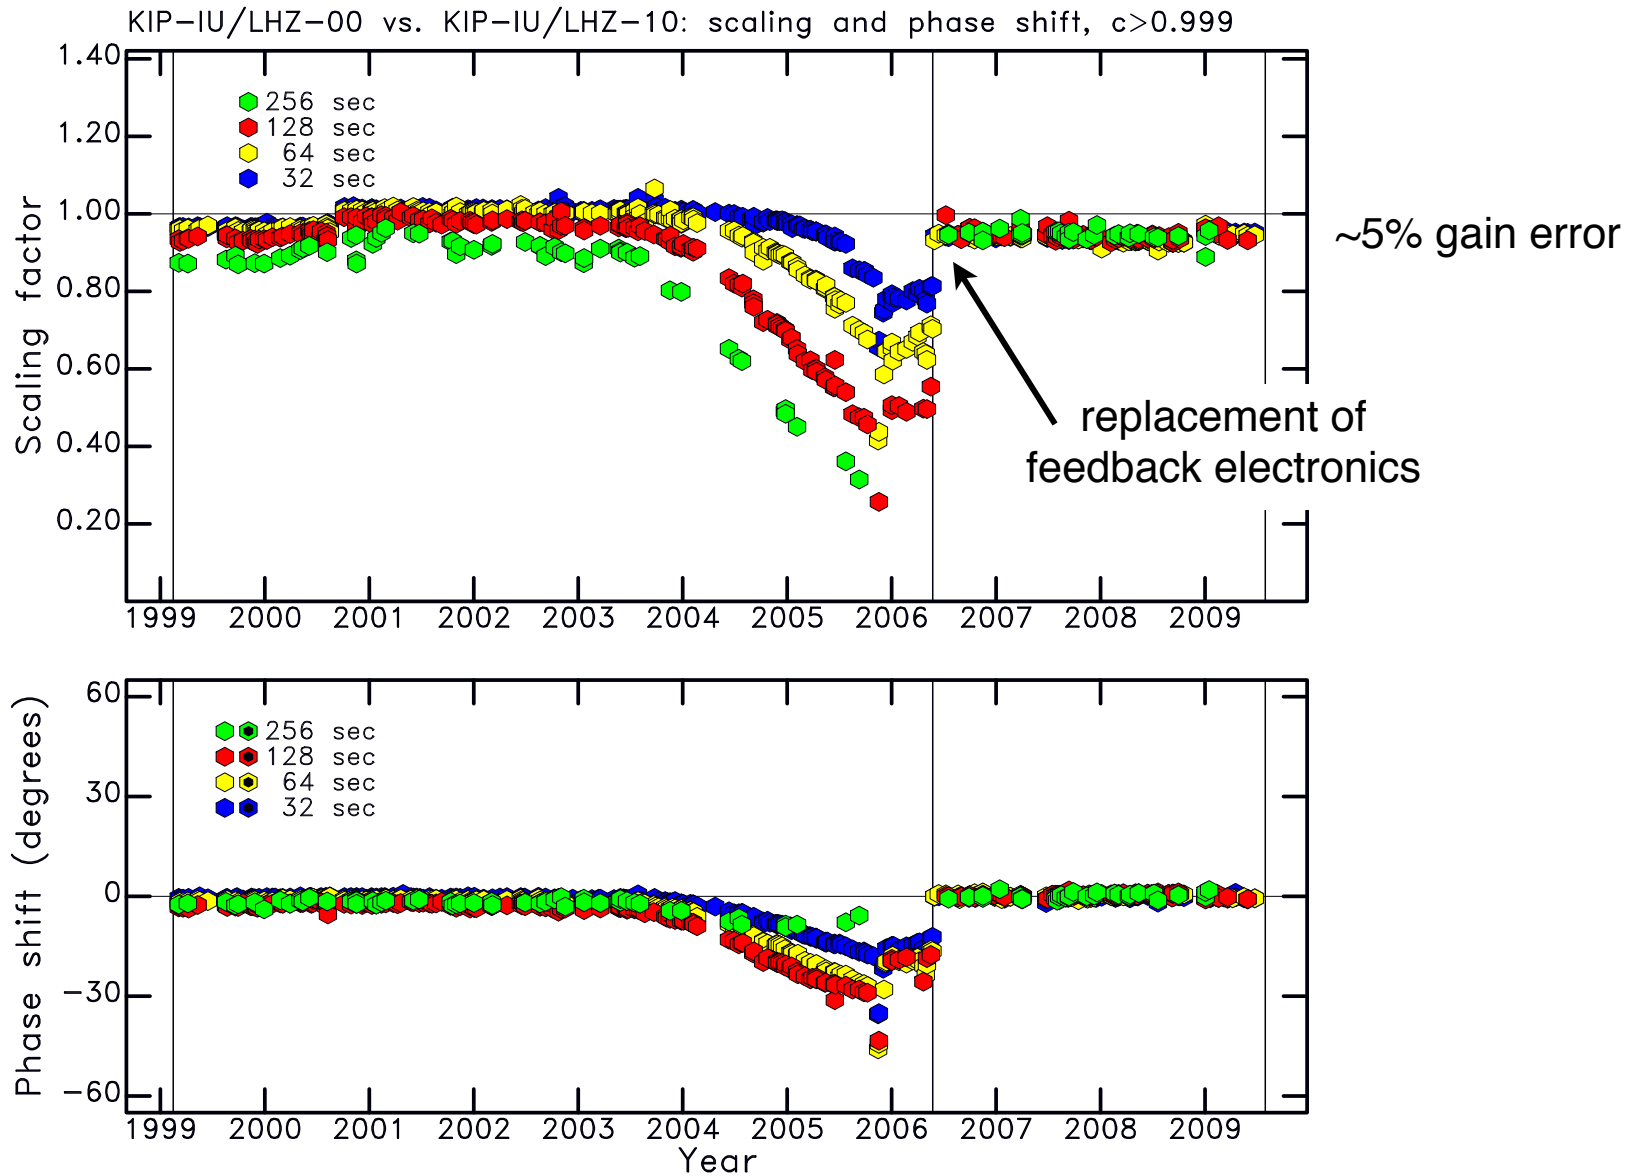 KIP-IU/LHZ-00 vs. KIP-IU/LHZ-10: scaling and phase shift, c>0.999
1.40
1.20
1.00
0.80
0.60
0.40
0.20
Scaling factor
256 sec
128 sec
64 sec
32 sec
~5% gain error
replacement of
feedback electronics
1999 2000 2001 2002 2003 2004 2005 2006 2007 2008 2009
60
30
0
-30
-60
Phase shift (degrees)
256 sec
128 sec
64 sec
32 sec
1999 2000 2001 2002 2003 2004 2005 2006 2007 2008 2009
Year